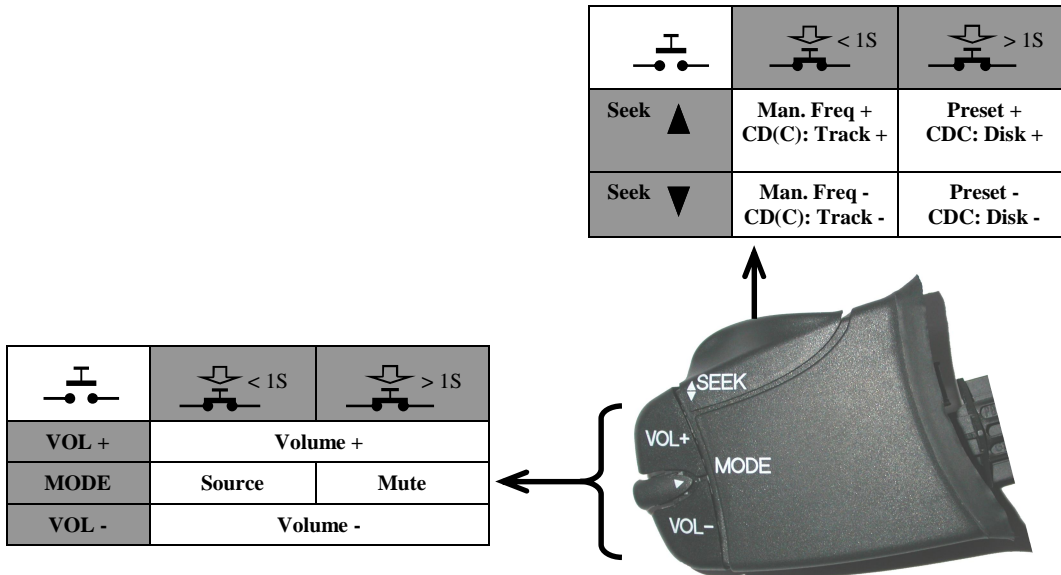 < 1S > 1S
Seek Man. Freq + Preset +
CD(C): Track + CDC: Disk +
Seek Man. Freq - Preset -
CD(C): Track - CDC: Disk -
SEEK
VOL+
MODE
VOL−
< 1S > 1S
VOL + Volume +
MODE Source Mute
VOL - Volume -